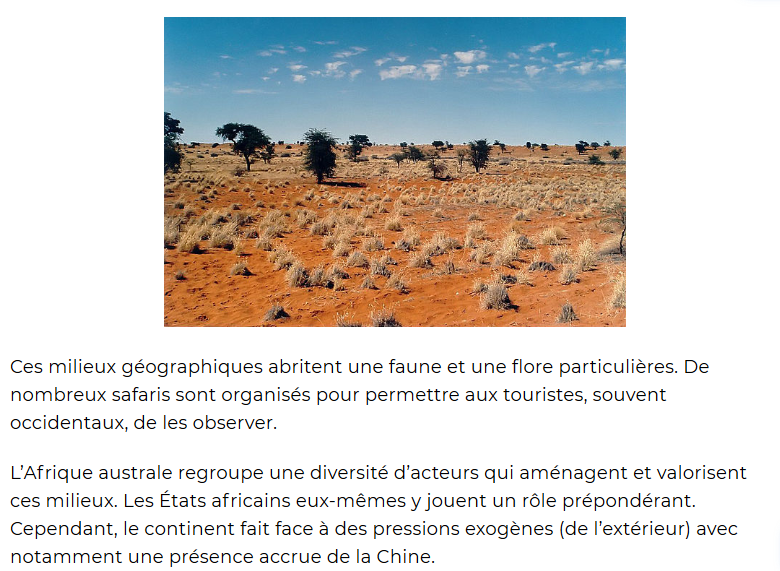 Ces milieux géographiques abritent une faune et une flore particulières. De
nombreux safaris sont organisés pour permettre aux touristes, souvent
occidentaux, de les observer.
L’Afrique australe regroupe une diversité d’acteurs qui aménagent et valorisent
ces milieux. Les États africains eux-mêmes y jouent un rôle prépondérant.
Cependant, le continent fait face à des pressions exogènes (de l’extérieur) avec
notamment une présence accrue de la Chine.